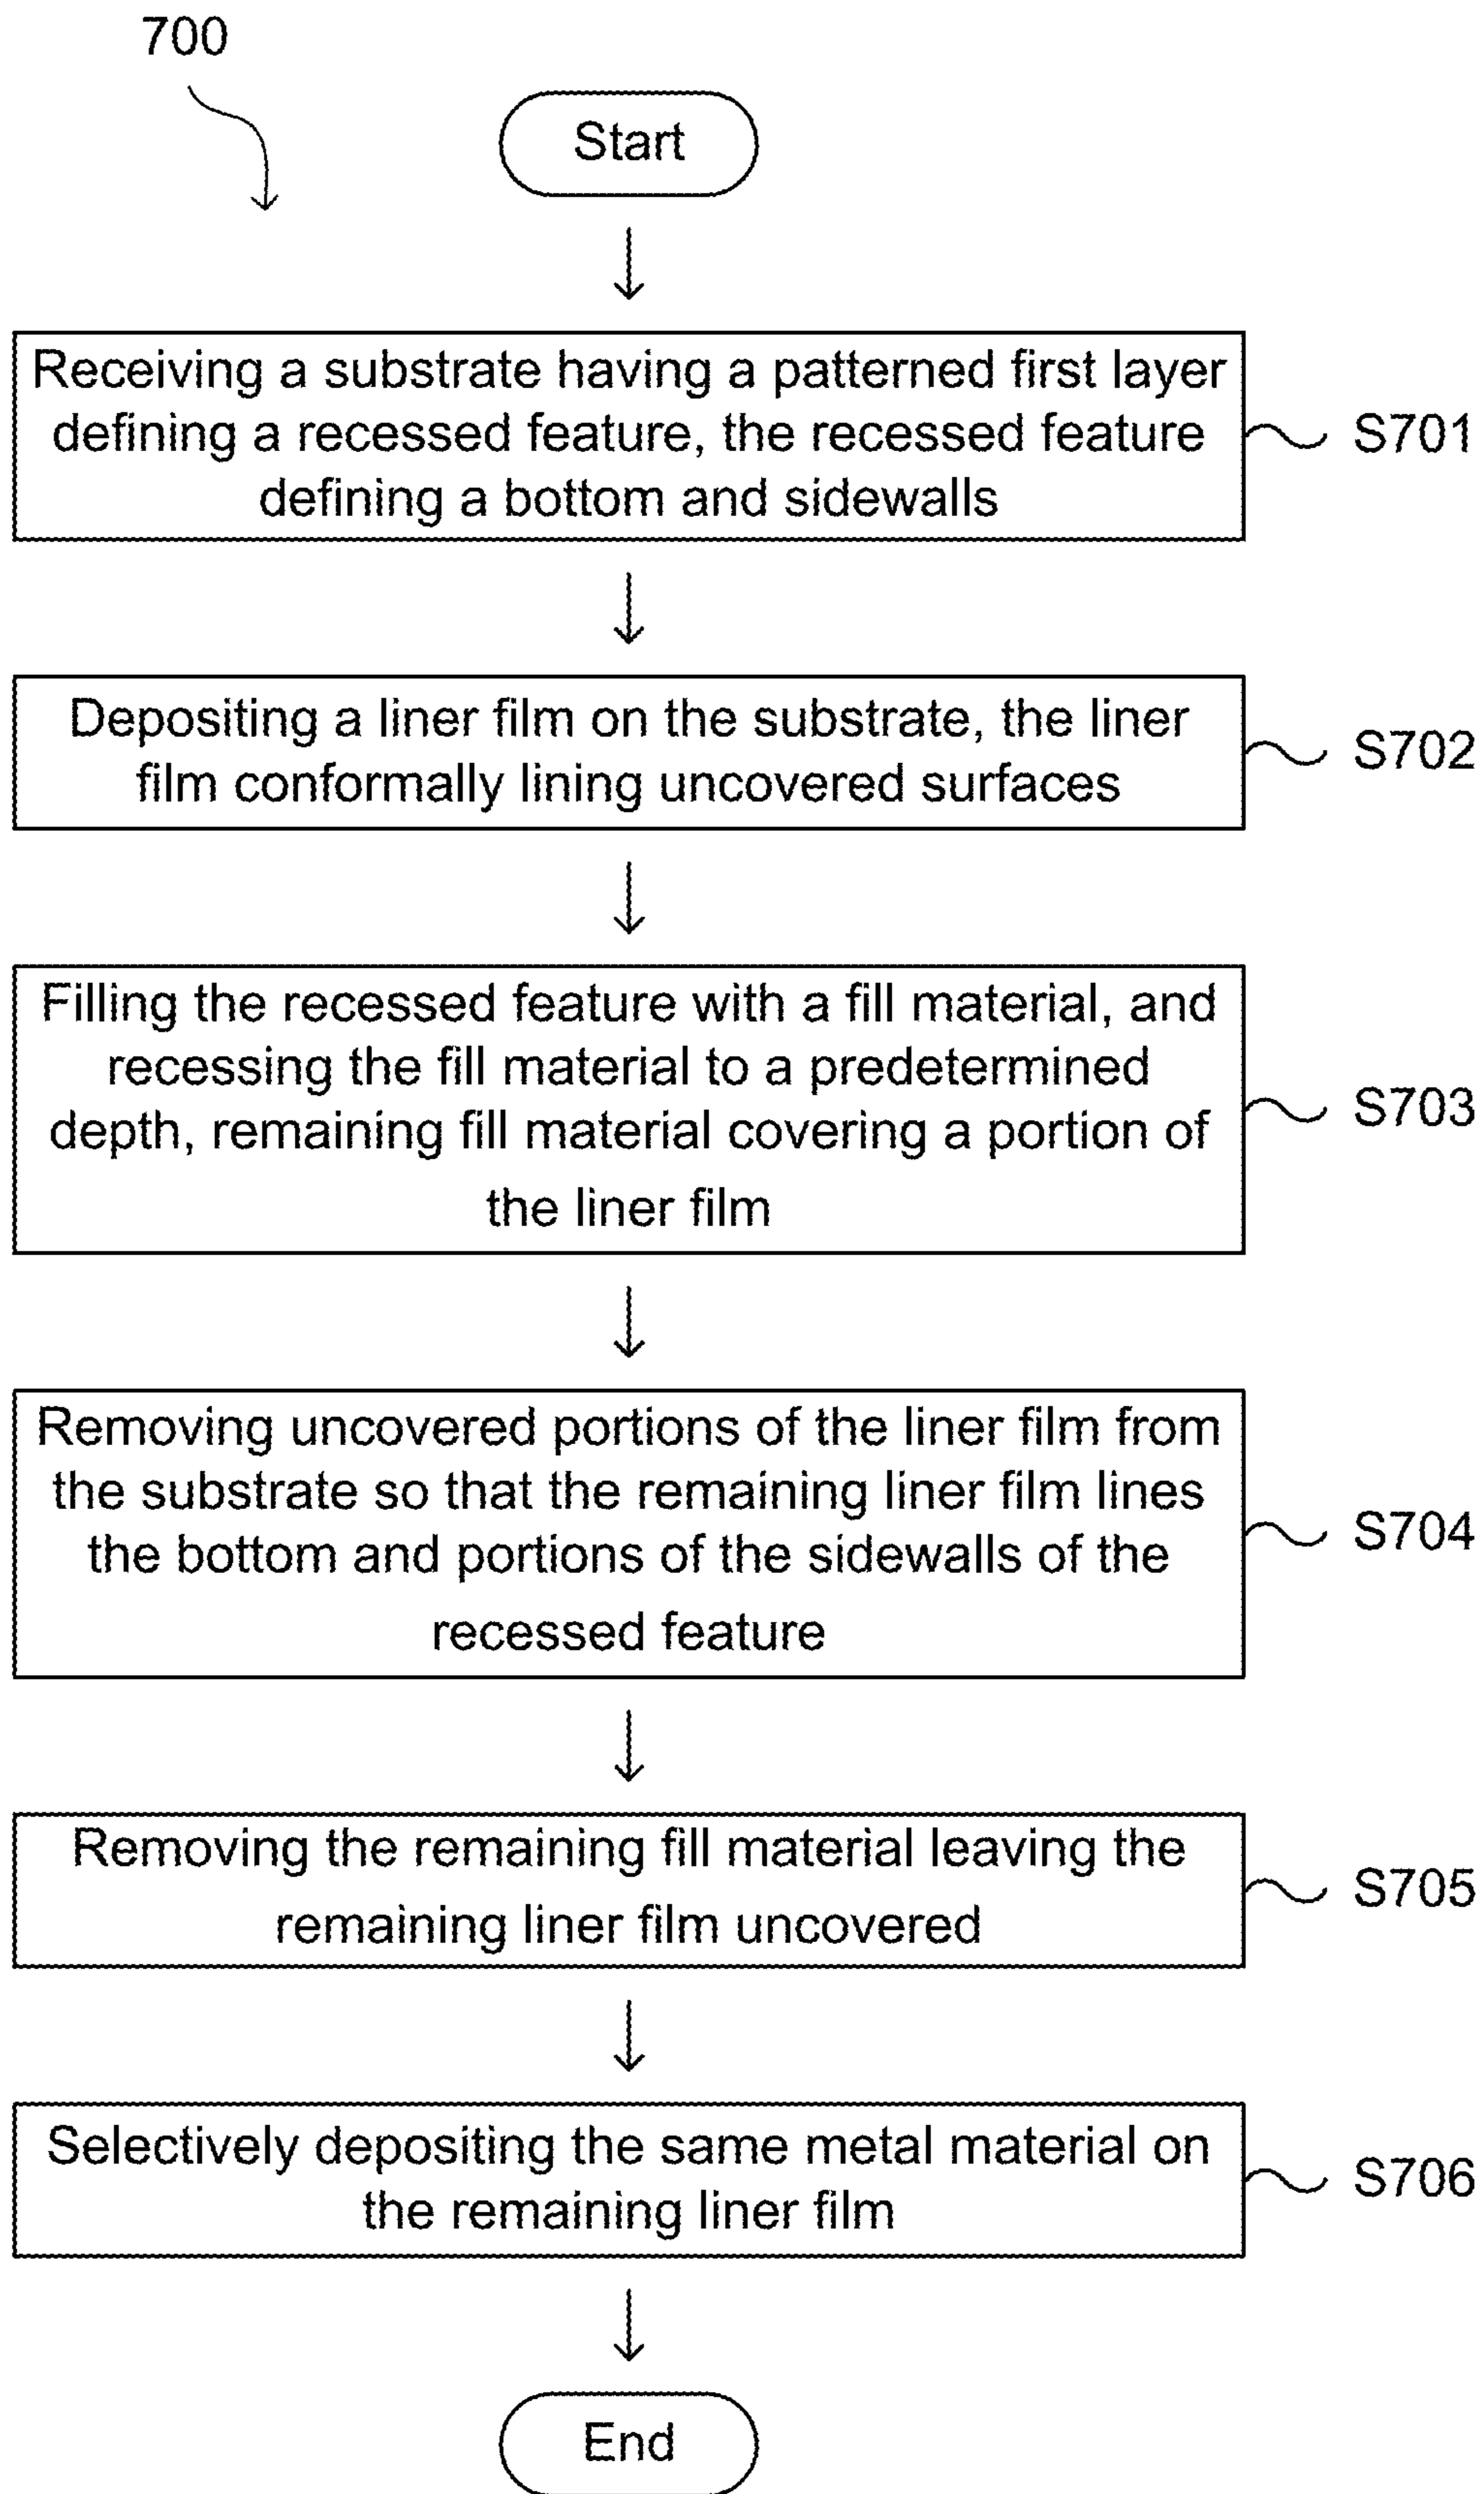 700
Start
Receiving a substrate having a patterned first layer
defining a recessed feature, the recessed feature
defining a bottom and sidewalls
S701
Depositing a liner film on the substrate, the liner
film conformally lining uncovered surfaces
S702
Filling the recessed feature with a fill material, and
recessing the fill material to a predetermined
depth, remaining fill material covering a portion of
the liner film
S703
Removing uncovered portions of the liner film from
the substrate so that the remaining liner film lines
the bottom and portions of the sidewalls of the
recessed feature
S704
Removing the remaining fill material leaving the
remaining liner film uncovered
S705
Selectively depositing the same metal material on
the remaining liner film
S706
End